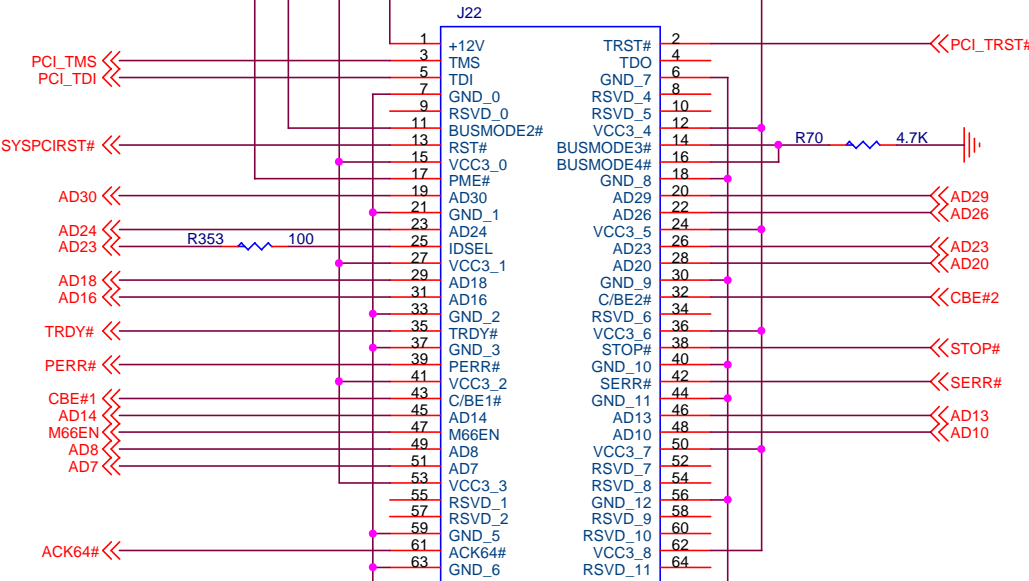 J22
1 +12V TRST# 2 PCI_TRST#
PCI_TMS 3 TMS TDO 4
PCI_TDI 5 TDI GND_7 6
7 GND_0 RSVD_4 8
9 RSVD_0 RSVD_5 10
11 BUSMODE2# VCC3_4 12
SYSPCIRST# 13 RST# BUSMODE3# 14 R70 4.7K
15 VCC3_0 BUSMODE4# 16
17 PME# GND_8 18
AD30 19 AD30 AD29 20 AD29
21 GND_1 AD26 22 AD26
AD24 23 AD24 VCC3_5 24
AD23 R353 100 25 IDSEL AD23 26 AD23
27 VCC3_1 AD20 28 AD20
AD18 29 AD18 GND_9 30
AD16 31 AD16 C/BE2# 32 CBE#2
33 GND_2 RSVD_6 34
TRDY# 35 TRDY# VCC3_6 36
37 GND_3 STOP# 38 STOP#
PERR# 39 PERR# GND_10 40
41 VCC3_2 SERR# 42 SERR#
CBE#1 43 C/BE1# GND_11 44
AD14 45 AD14 AD13 46 AD13
M66EN 47 M66EN AD10 48 AD10
AD8 49 AD8 VCC3_7 50
AD7 51 AD7 RSVD_7 52
53 VCC3_3 RSVD_8 54
55 RSVD_1 GND_12 56
57 RSVD_2 RSVD_9 58
59 GND_5 RSVD_10 60
ACK64# 61 ACK64# VCC3_8 62
63 GND_6 RSVD_11 64